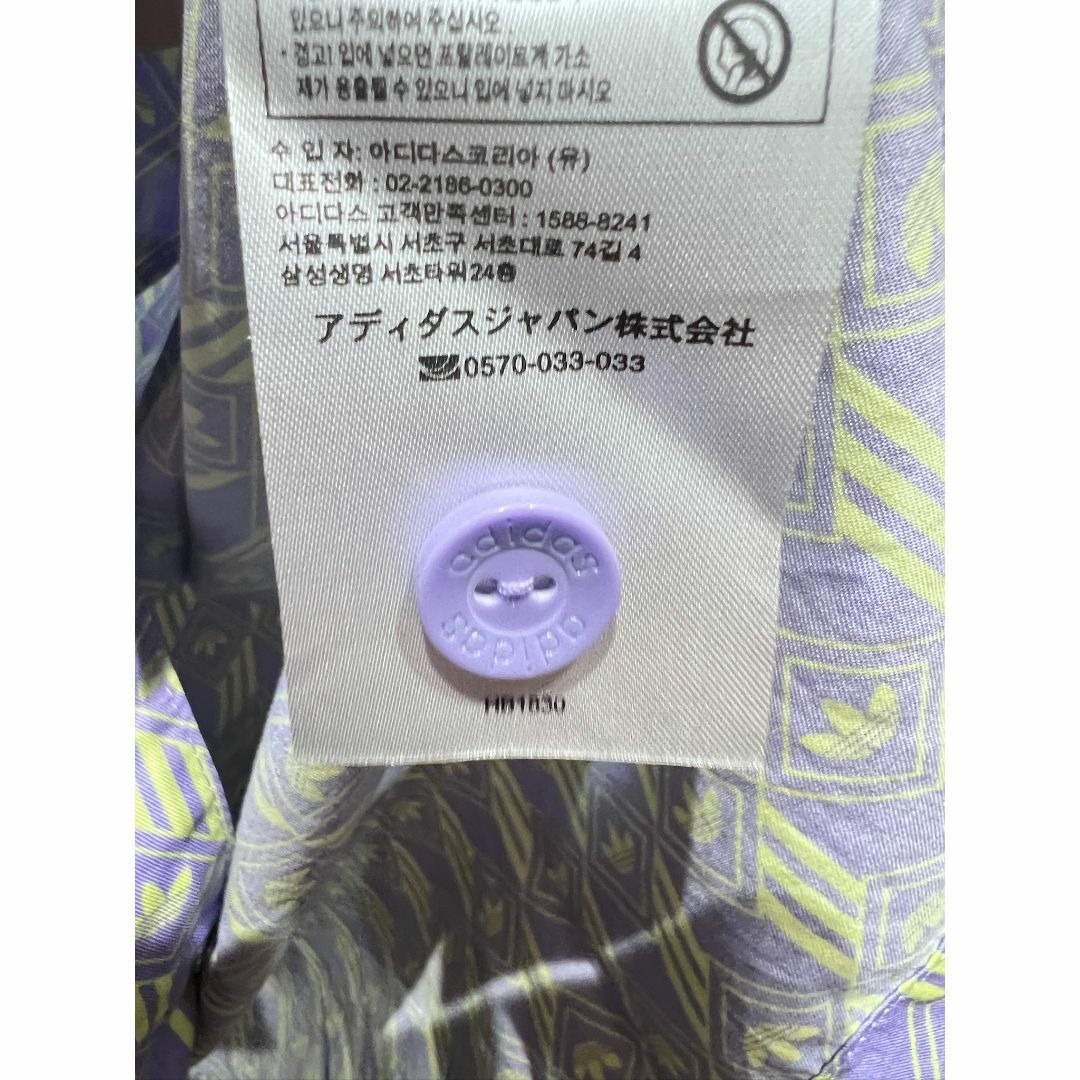 있으니 주의하여 주십시오.
· 경고! 입에 넣으면 프탈레이트계 가소
제가 용출될 수 있으니 입에 넣지 마시오
수 입 자: 아디다스코리아 (유)
대표전화 : 02-2186-0300
아디다스 고객만족센터 : 1588-8241
서울특별시 서초구 서초대로 74길 4
삼성생명 서초타워24층
アディダスジャパン株式会社
0570-033-033
adidas
adidas
HB1830